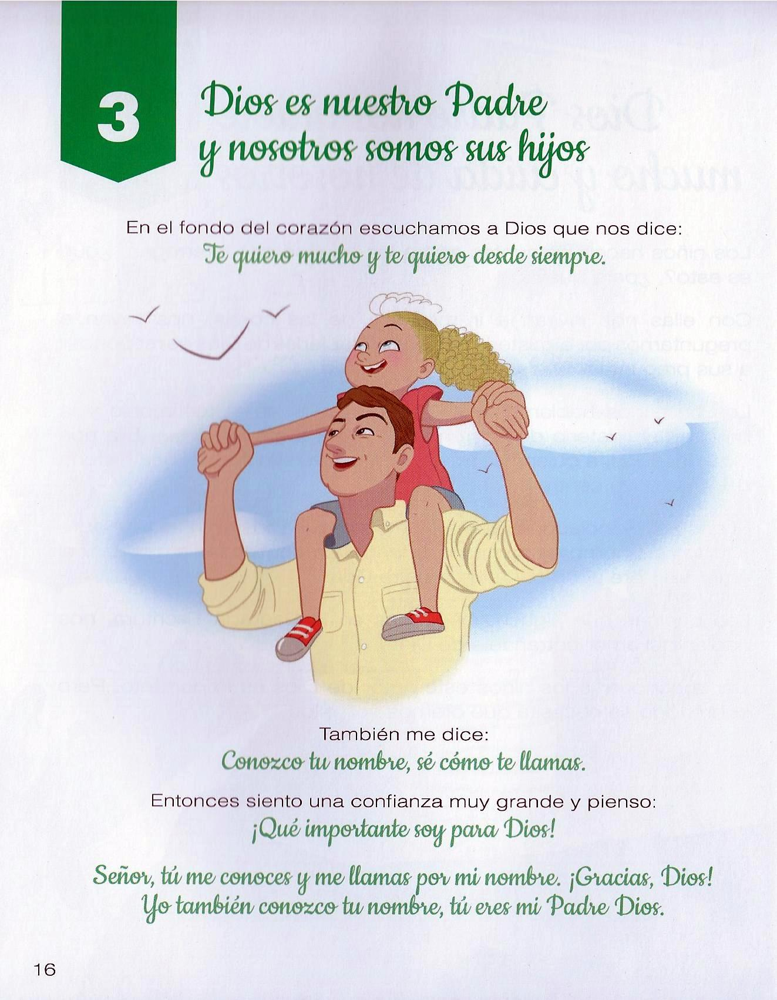 3
Dios es nuestro Padre
y nosotros somos sus hijos
En el fondo del corazón escuchamos a Dios que nos dice:
Te quiero mucho y te quiero desde siempre.
También me dice:
Conozco tu nombre, sé cómo te llamas.
Entonces siento una confianza muy grande y pienso:
¡Qué importante soy para Dios!
Señor, tú me conoces y me llamas por mi nombre. ¡Gracias, Dios!
Yo también conozco tu nombre, tú eres mi Padre Dios.
16